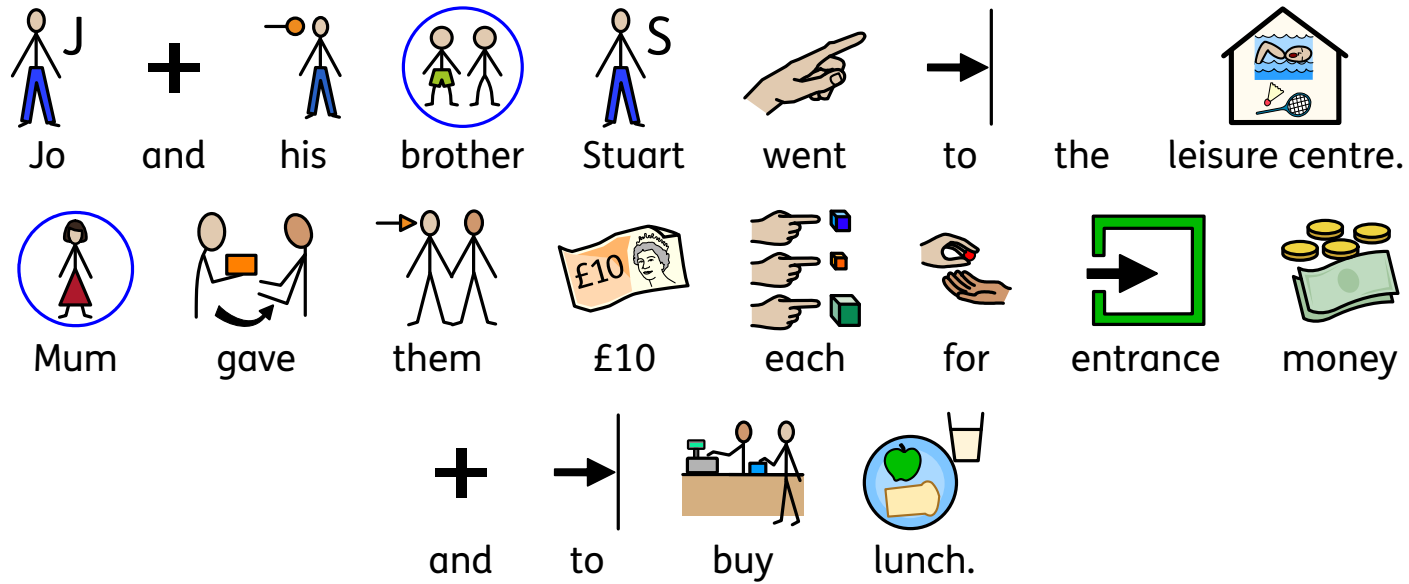 J S
Jo and his brother Stuart went to the leisure centre.
£10
Mum gave them £10 each for entrance money
and to buy lunch.